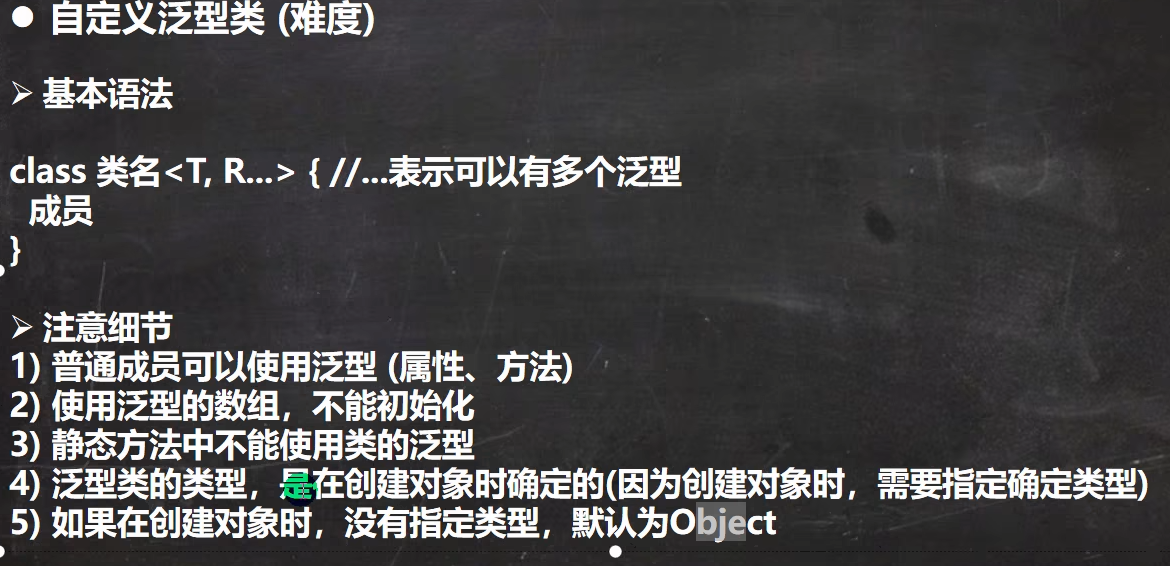 ● 自定义泛型类 (难度)
➢ 基本语法
class 类名<T, R...> { //...表示可以有多个泛型
成员
}
➢ 注意细节
1) 普通成员可以使用泛型 (属性、方法)
2) 使用泛型的数组，不能初始化
3) 静态方法中不能使用类的泛型
4) 泛型类的类型，是在创建对象时确定的(因为创建对象时，需要指定确定类型)
5) 如果在创建对象时，没有指定类型，默认为Object